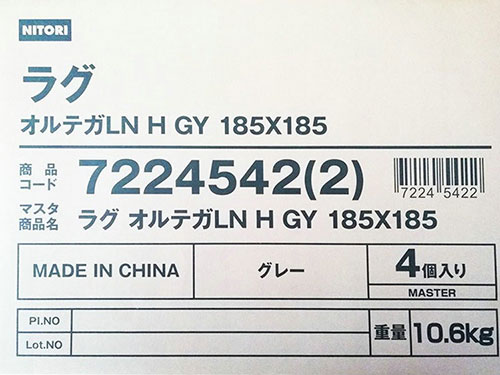 NITORI
ラグ
オルテガLN H GY 185X185
商品コード 7224542(2)
7224 5422
マスタ商品名 ラグ オルテガLN H GY 185X185
MADE IN CHINA グレー 4個入り
MASTER
PI.NO
重量 10.6kg
Lot.NO